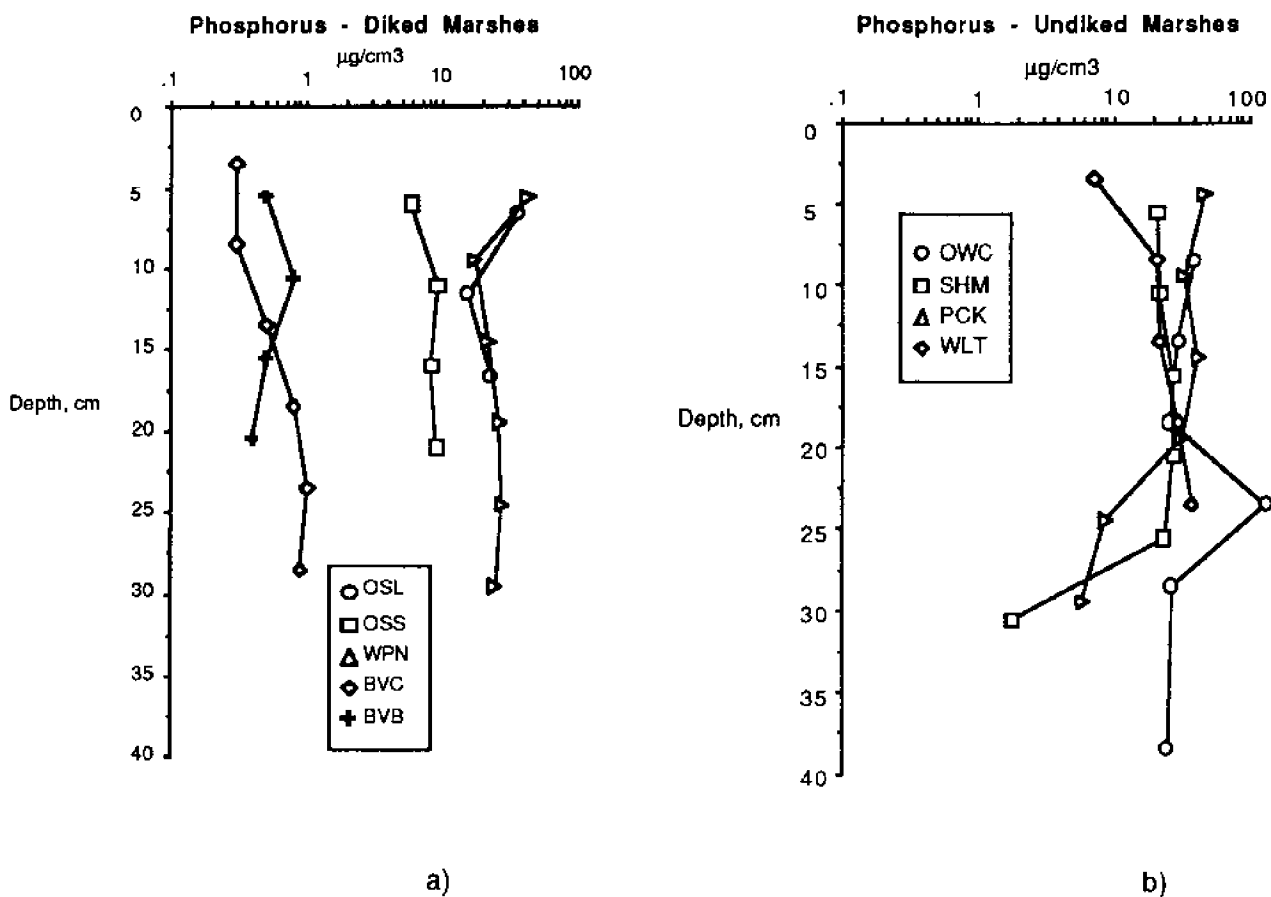 Phosphorus - Diked Marshes
µg/cm3
.1 1 10 100
0
5
10
15
20
25
30
35
40
Depth, cm
OSL
OSS
WPN
BVC
BVB
a)
Phosphorus - Undiked Marshes
µg/cm3
.1 1 10 100
0
5
10
15
20
25
30
35
40
Depth, cm
OWC
SHM
PCK
WLT
b)